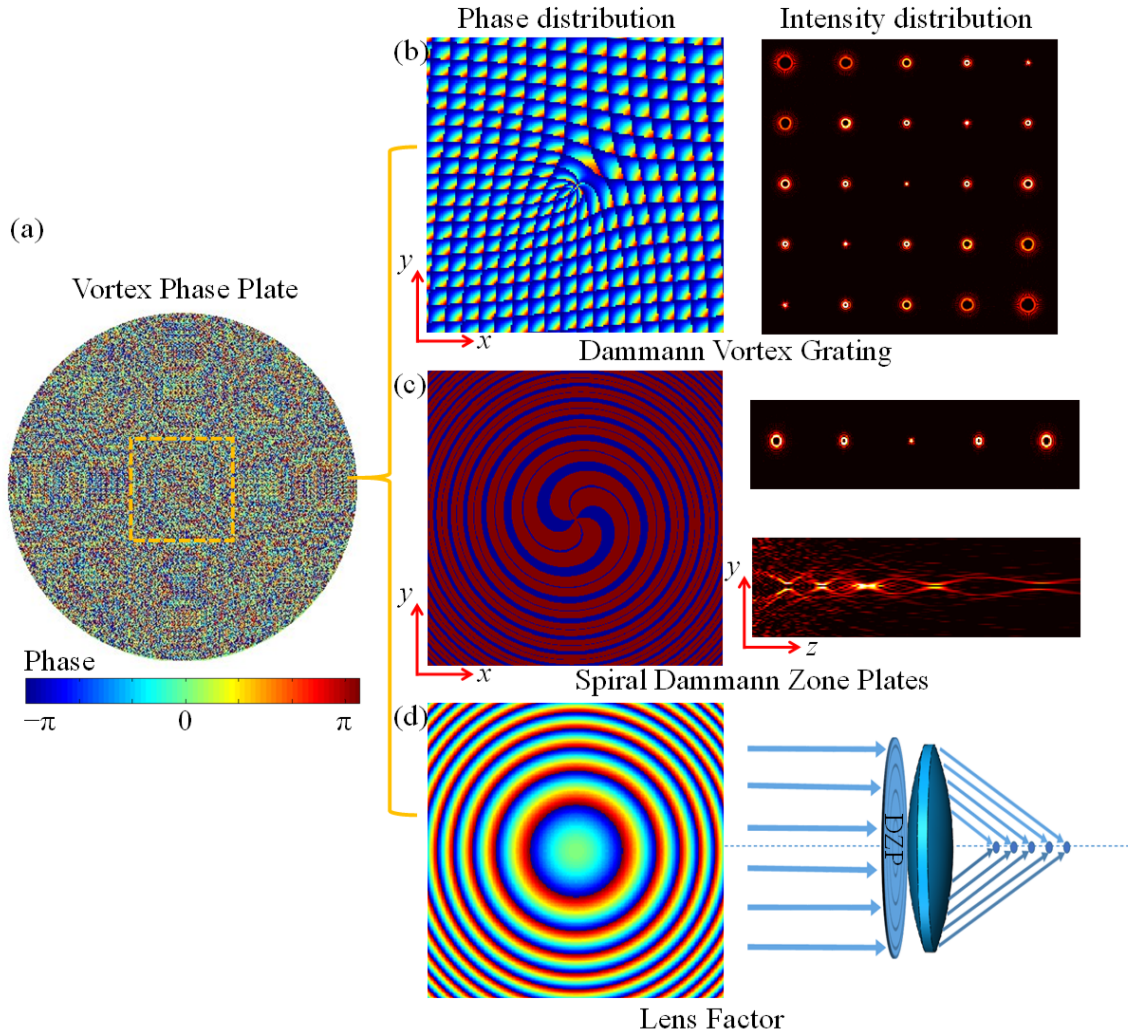 Phase distribution
Intensity distribution
(b)
(a)
y
x
Vortex Phase Plate
Dammann Vortex Grating
(c)
y
x
y
z
Phase
−π
0
π
Spiral Dammann Zone Plates
(d)
DZP
Lens Factor